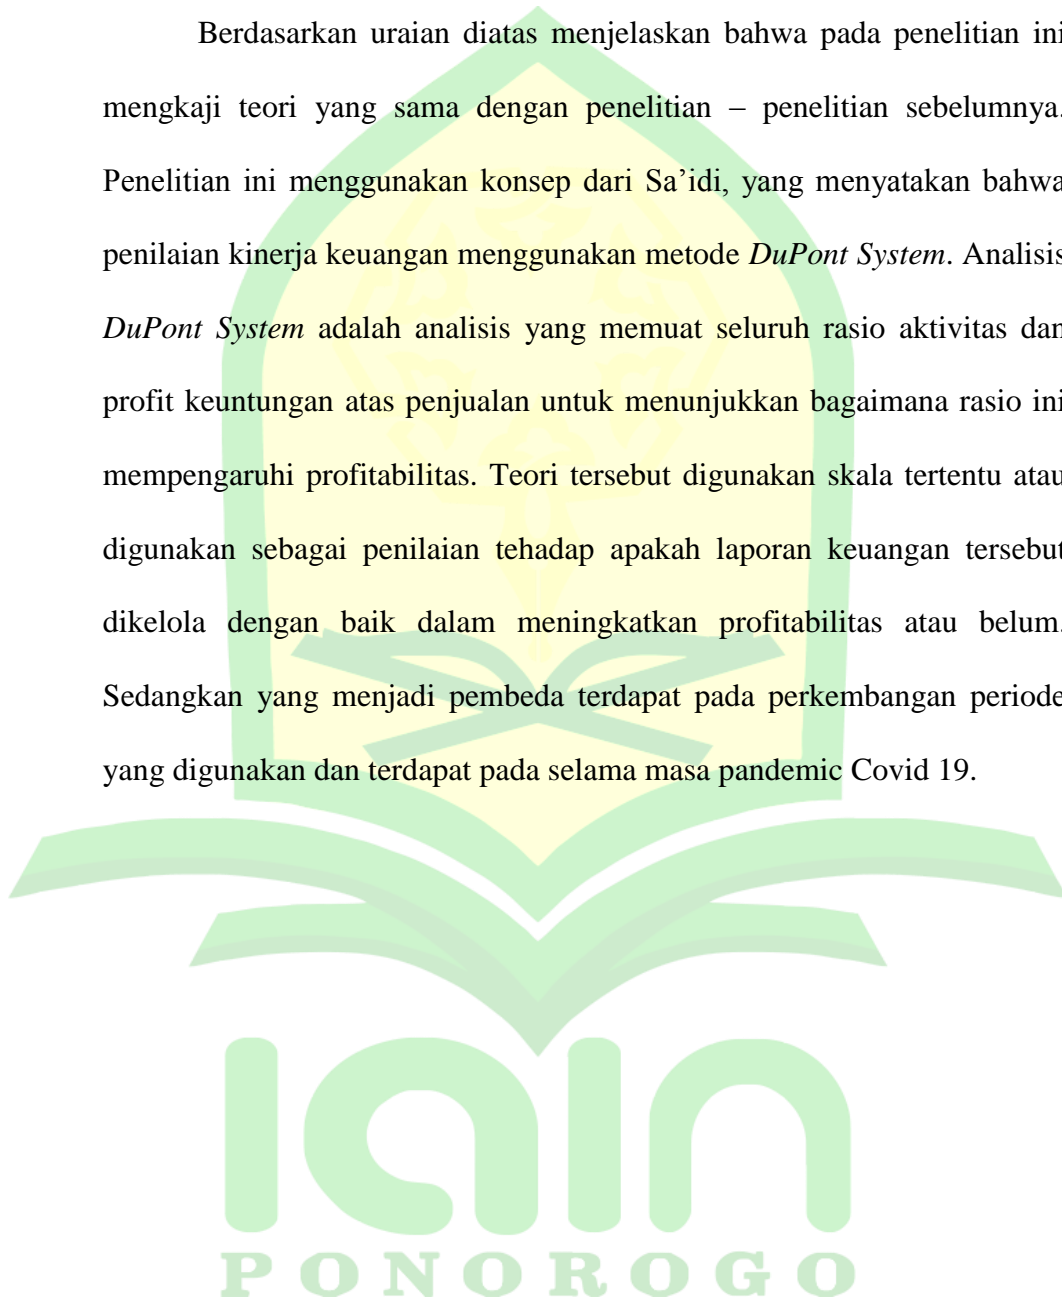 Berdasarkan uraian diatas menjelaskan bahwa pada penelitian ini
mengkaji teori yang sama dengan penelitian – penelitian sebelumnya.
Penelitian ini menggunakan konsep dari Sa’idi, yang menyatakan bahwa
penilaian kinerja keuangan menggunakan metode DuPont System. Analisis
DuPont System adalah analisis yang memuat seluruh rasio aktivitas dan
profit keuntungan atas penjualan untuk menunjukkan bagaimana rasio ini
mempengaruhi profitabilitas. Teori tersebut digunakan skala tertentu atau
digunakan sebagai penilaian tehadap apakah laporan keuangan tersebut
dikelola dengan baik dalam meningkatkan profitabilitas atau belum.
Sedangkan yang menjadi pembeda terdapat pada perkembangan periode
yang digunakan dan terdapat pada selama masa pandemic Covid 19.
iain
PONOROGO